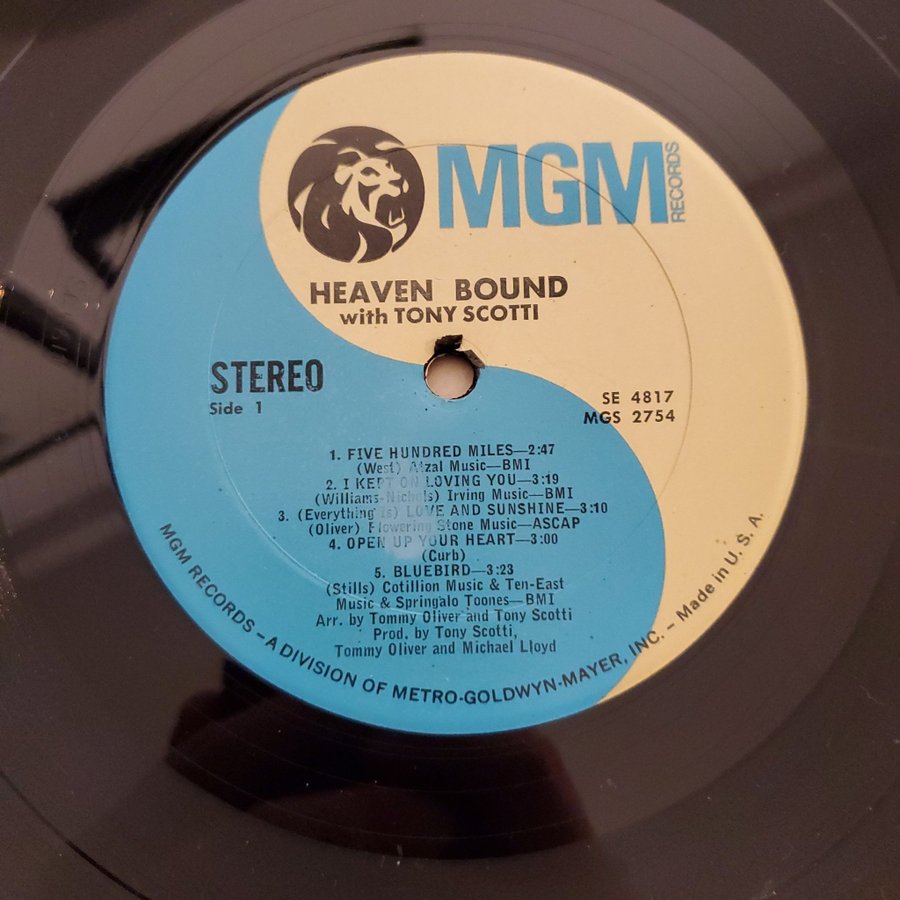 MGM RECORDS
HEAVEN BOUND
with TONY SCOTTI
STEREO
Side 1
SE 4817
MGS 2754
1. FIVE HUNDRED MILES—2:47
(West) Atzal Music—BMI
2. I KEPT ON LOVING YOU—3:19
(Williams-Nichols) Irving Music—BMI
3. (Everything Is) LOVE AND SUNSHINE—3:10
(Oliver) Flowering Stone Music—ASCAP
4. OPEN UP YOUR HEART—3:00
(Curb)
5. BLUEBIRD—3:23
(Stills) Cotillion Music & Ten-East
Music & Springalo Toones—BMI
Arr. by Tommy Oliver and Tony Scotti
Prod. by Tony Scotti,
Tommy Oliver and Michael Lloyd
MGM RECORDS – A DIVISION OF METRO-GOLDWYN-MAYER, INC. – Made in U. S. A.